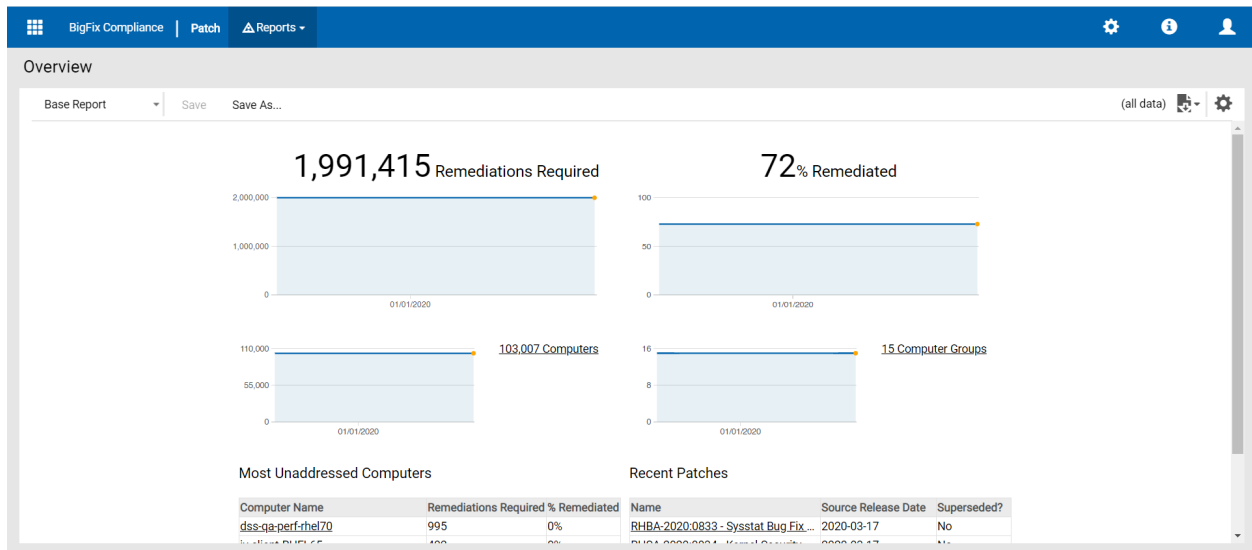 BigFix Compliance | Patch Reports
Overview
Base Report Save Save As... (all data)
1,991,415 Remediations Required
2,000,000
1,000,000
0
01/01/2020
72% Remediated
100
50
0
01/01/2020
110,000
55,000
0
01/01/2020
103,007 Computers
16
8
0
01/01/2020
15 Computer Groups
Most Unaddressed Computers
Computer Name Remediations Required % Remediated
dss-qa-perf-rhel70 995 0%
Recent Patches
Name Source Release Date Superseded?
RHBA-2020:0833 - Sysstat Bug Fix ... 2020-03-17 No